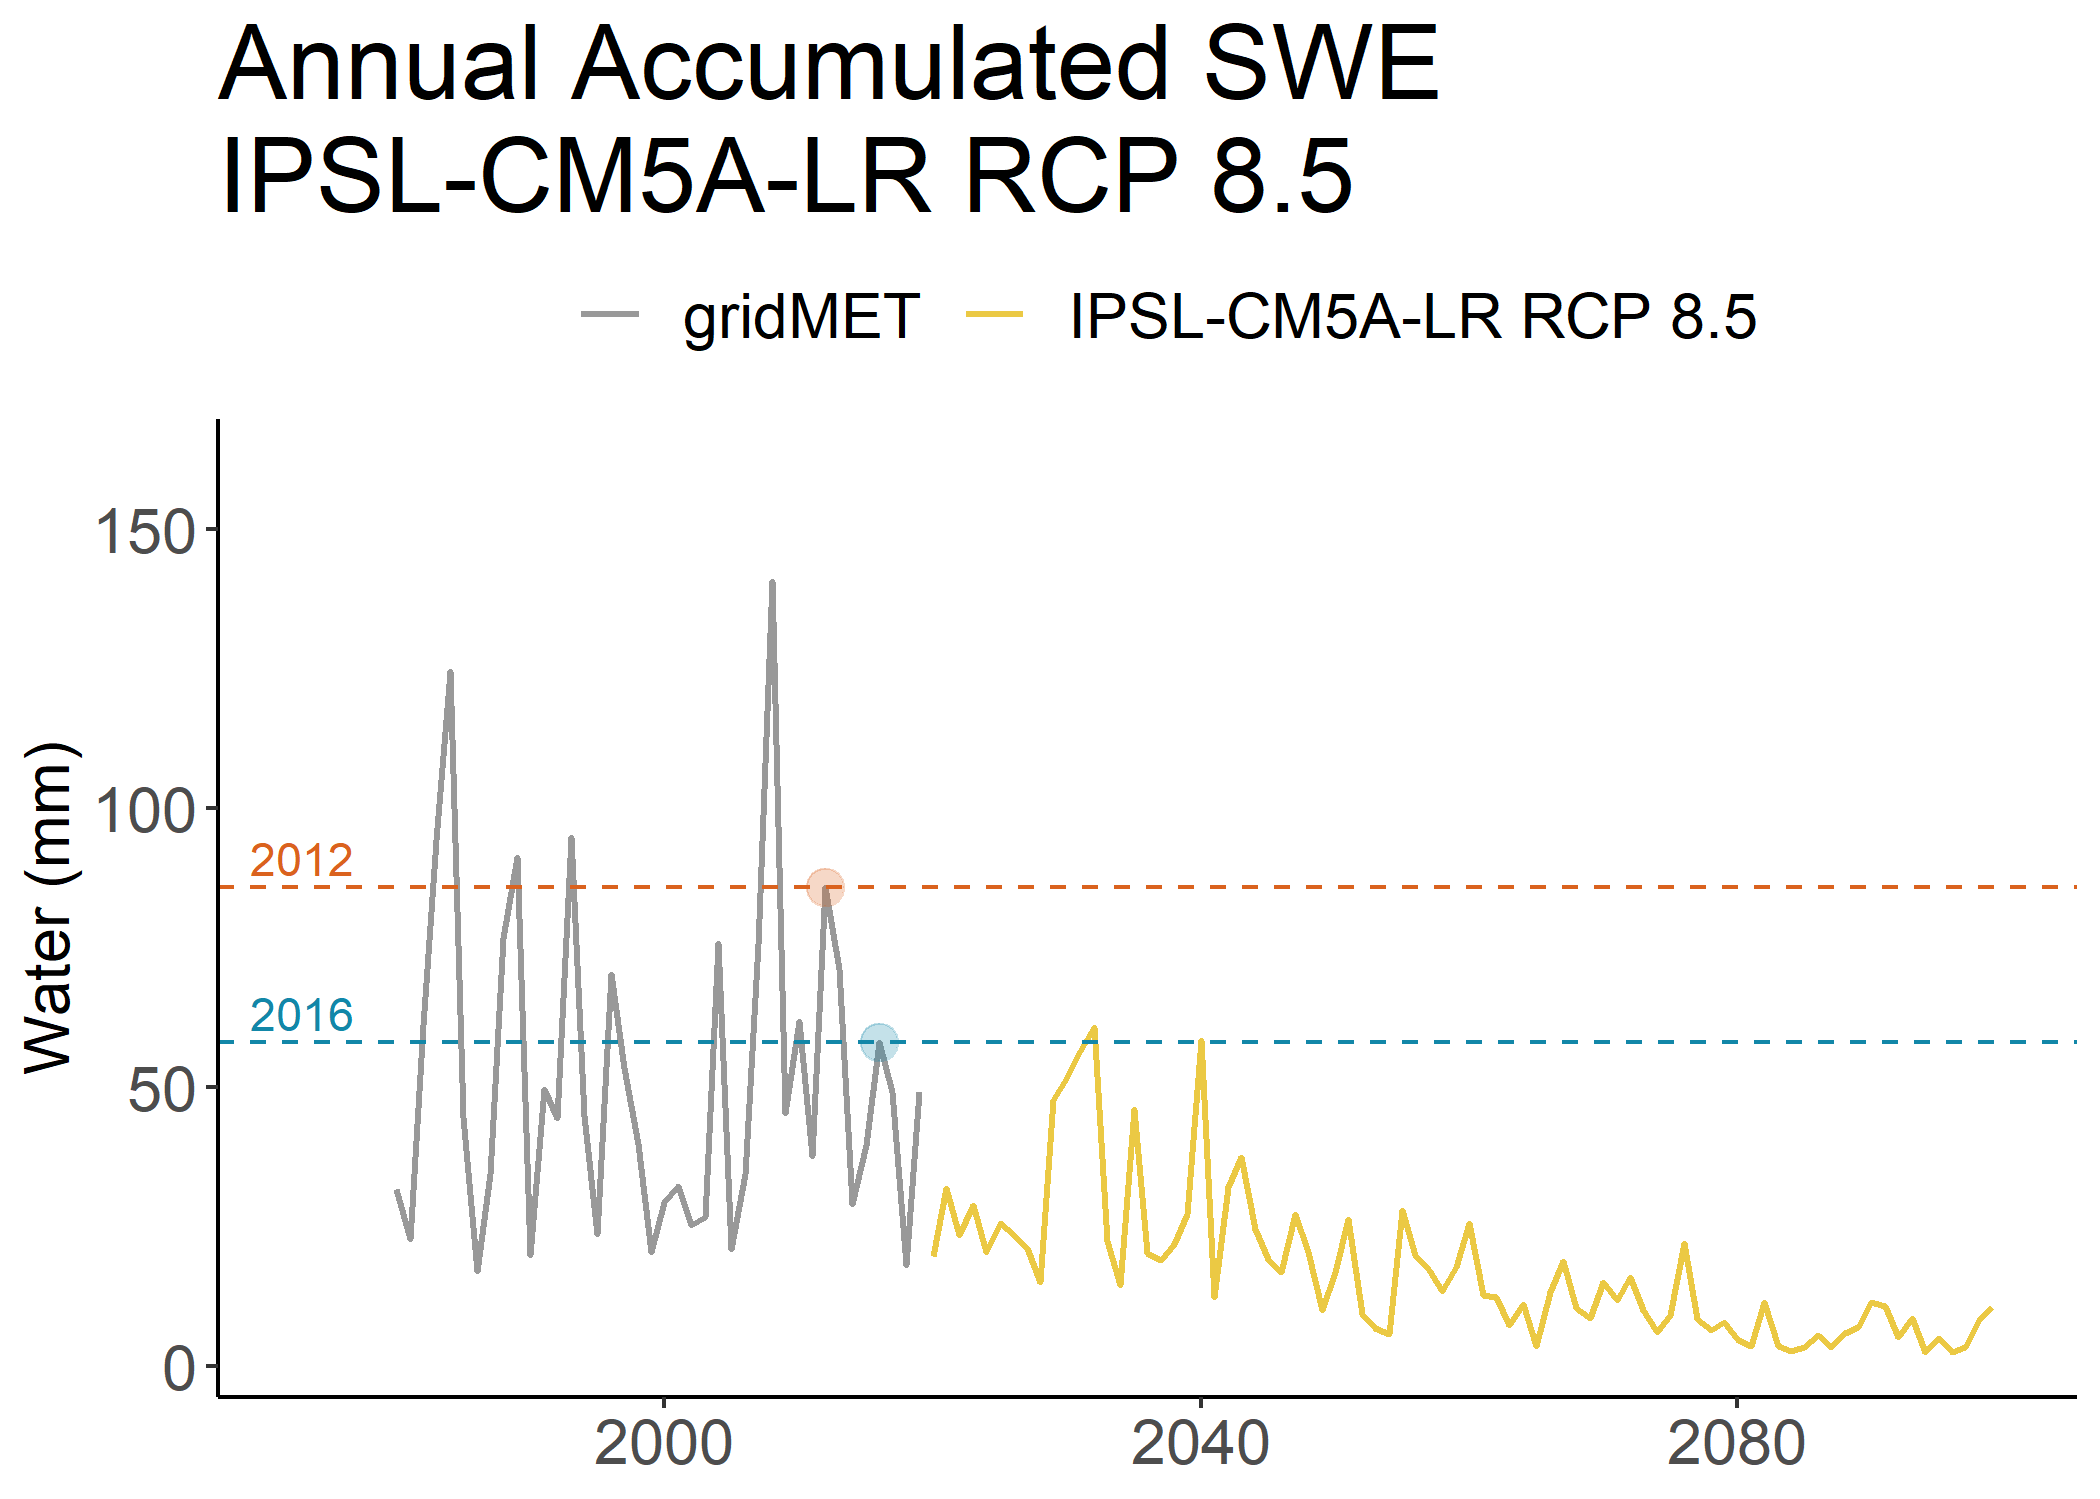 Annual Accumulated SWE
IPSL-CM5A-LR RCP 8.5
gridMET IPSL-CM5A-LR RCP 8.5
Water (mm)
150
100
50
0
2012
2016
2000 2040 2080